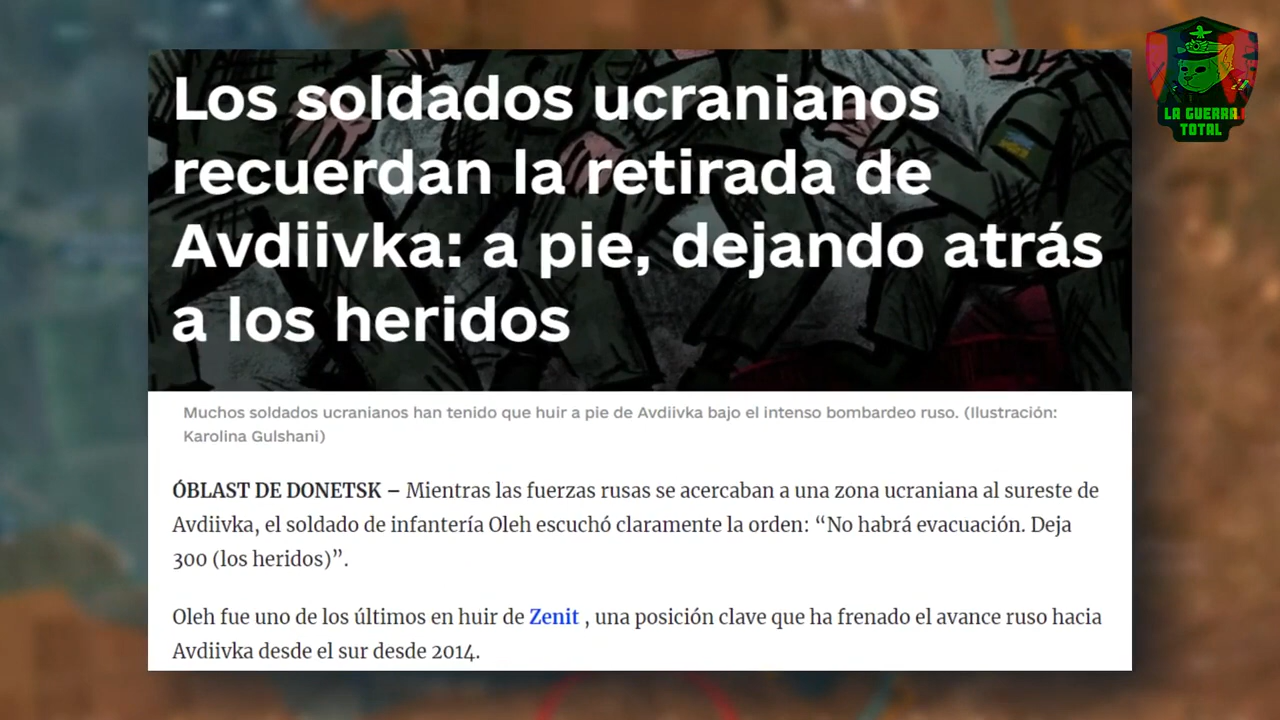 Los soldados ucranianos
recuerdan la retirada de
Avdiivka: a pie, dejando atrás
a los heridos
LA GUERRA
TOTAL
Muchos soldados ucranianos han tenido que huir a pie de Avdiivka bajo el intenso bombardeo ruso. (Ilustración:
Karolina Gulshani)
ÓBLAST DE DONETSK – Mientras las fuerzas rusas se acercaban a una zona ucraniana al sureste de
Avdiivka, el soldado de infantería Oleh escuchó claramente la orden: “No habrá evacuación. Deja
300 (los heridos)”.
Oleh fue uno de los últimos en huir de Zenit , una posición clave que ha frenado el avance ruso hacia
Avdiivka desde el sur desde 2014.